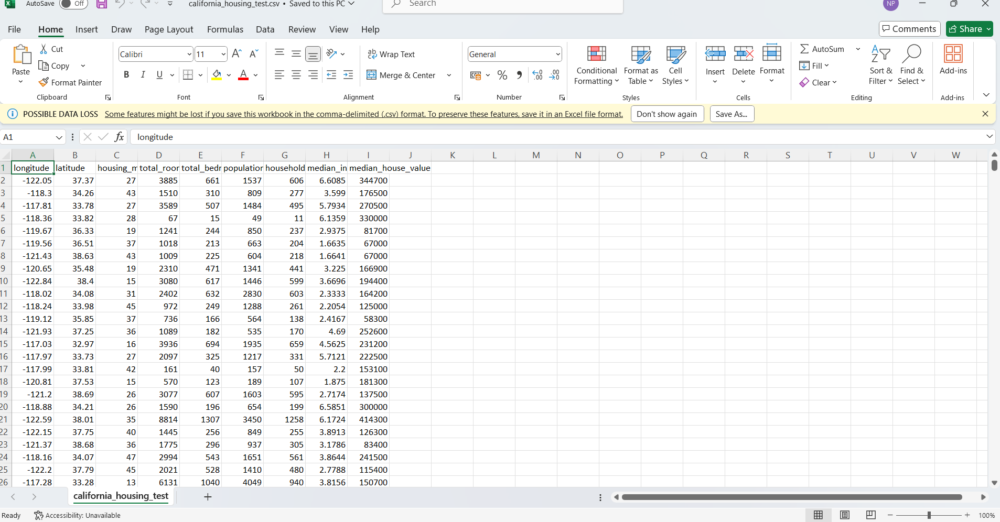 AutoSave Off california_housing_test.csv • Saved to this PC Search NP
File Home Insert Draw Page Layout Formulas Data Review View Help Comments Share
Paste Cut Copy Format Painter
Clipboard
Calibri 11
B I U A
Font
Wrap Text
Merge & Center
Alignment
General
% .00 .00
Number
Conditional Formatting Format as Table Cell Styles
Styles
Insert Delete Format
Cells
AutoSum
Fill
Clear
Sort & Filter Find & Select
Editing
Add-ins
Add-ins
POSSIBLE DATA LOSS Some features might be lost if you save this workbook in the comma-delimited (.csv) format. To preserve these features, save it in an Excel file format. Don't show again Save As...
A1 fx longitude
A B C D E F G H I J K L M N O P Q R S T U V W
1 longitude latitude housing_m total_roor total_bedr population household median_in median_house_value
2 -122.05 37.37 27 3885 661 1537 606 6.6085 344700
3 -118.3 34.26 43 1510 310 809 277 3.599 176500
4 -117.81 33.78 27 3589 507 1484 495 5.7934 270500
5 -118.36 33.82 28 67 15 49 11 6.1359 330000
6 -119.67 36.33 19 1241 244 850 237 2.9375 81700
7 -119.56 36.51 37 1018 213 663 204 1.6635 67000
8 -121.43 38.63 43 1009 225 604 218 1.6641 67000
9 -120.65 35.48 19 2310 471 1341 441 3.225 166900
10 -122.84 38.4 15 3080 617 1446 599 3.6696 194400
11 -118.02 34.08 31 2402 632 2830 603 2.3333 164200
12 -118.24 33.98 45 972 249 1288 261 2.2054 125000
13 -119.12 35.85 37 736 166 564 138 2.4167 58300
14 -121.93 37.25 36 1089 182 535 170 4.69 252600
15 -117.03 32.97 16 3936 694 1935 659 4.5625 231200
16 -117.97 33.73 27 2097 325 1217 331 5.7121 222500
17 -117.99 33.81 42 161 40 157 50 2.2 153100
18 -120.81 37.53 15 570 123 189 107 1.875 181300
19 -121.2 38.69 26 3077 607 1603 595 2.7174 137500
20 -118.88 34.21 26 1590 196 654 199 6.5851 300000
21 -122.59 38.01 35 8814 1307 3450 1258 6.1724 414300
22 -122.15 37.75 40 1445 256 849 255 3.8913 126300
23 -121.37 38.68 36 1775 296 937 305 3.1786 83400
24 -118.16 34.07 47 2994 543 1651 561 3.8644 241500
25 -122.2 37.79 45 2021 528 1410 480 2.7788 115400
26 -117.28 33.28 13 6131 1040 4049 940 3.8156 150700
california_housing_test
Ready Accessibility: Unavailable 100%